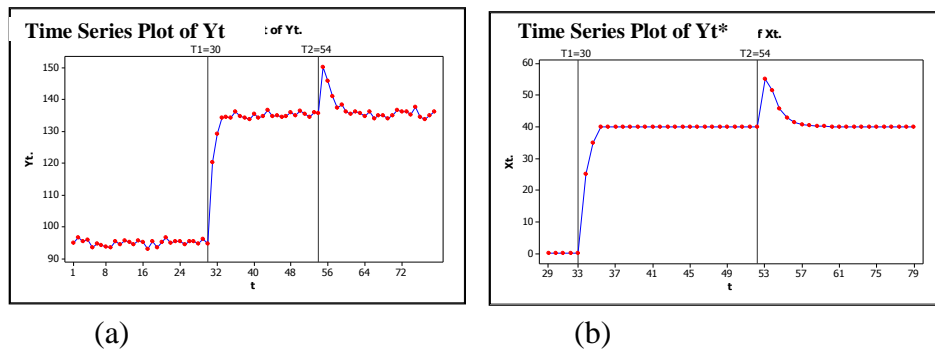 Time Series Plot of Yt t of Yt.
T1=30 T2=54
150
140
130
120
110
100
90
Yt.
1 8 16 24 32 40 48 56 64 72
t
(a)
Time Series Plot of Yt* f Xt.
T1=30 T2=54
60
50
40
30
20
10
0
Xt.
29 33 37 41 45 49 53 57 61 75 79
t
(b)